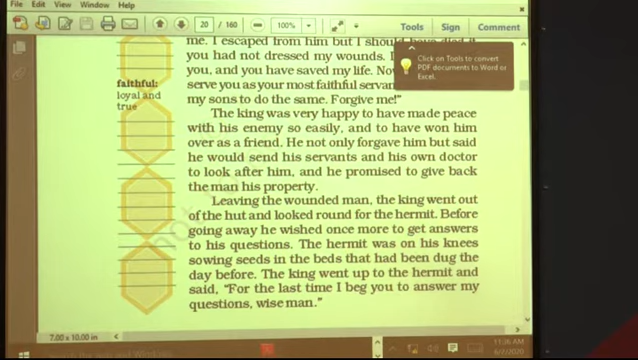 File Edit View Window Help
20 / 160
100%
Tools
Sign
Comment
Click on Tools to convert
PDF documents to Word or
Excel.
me. I escaped from him but I should have died if
you had not dressed my wounds. I
you, and you have saved my life.
serve you as your most faithful
my sons to do the same. Forgive me!"
faithful:
loyal and
true
The king was very happy to have made peace
with his enemy so easily, and to have won him
over as a friend. He not only forgave him but said
he would send his servants and his own doctor
to look after him, and he promised to give back
the man his property.
Leaving the wounded man, the king went out
of the hut and looked round for the hermit. Before
going away he wished once more to get answers
to his questions. The hermit was on his knees
sowing seeds in the beds that had been dug the
day before. The king went up to the hermit and
said, "For the last time I beg you to answer my
questions, wise man."
7.00 x 10.00 in
11:36 AM